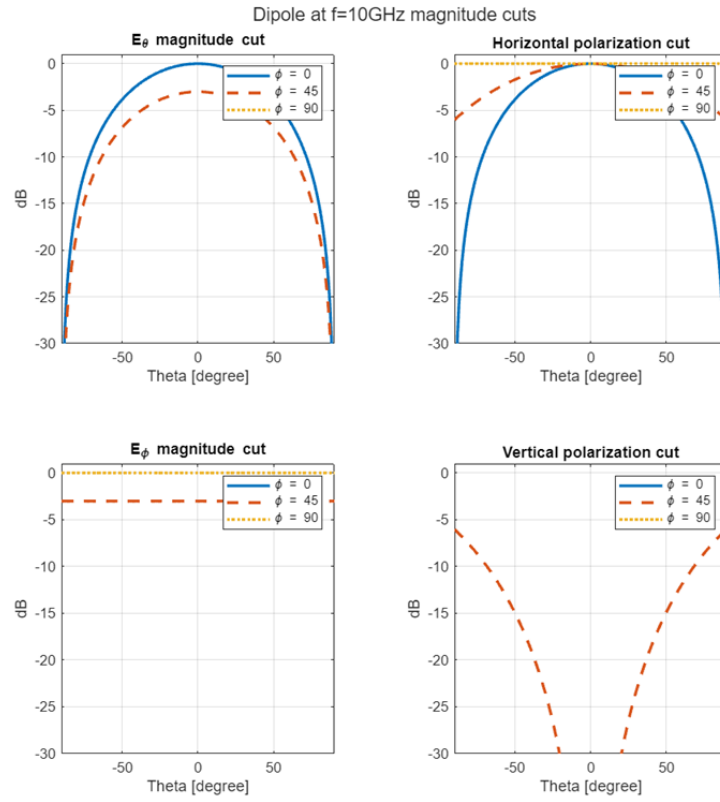 Dipole at f=10GHz magnitude cuts
E_θ magnitude cut
0
-5
-10
-15
-20
-25
-30
dB
ϕ = 0
ϕ = 45
ϕ = 90
-50
0
50
Theta [degree]
Horizontal polarization cut
0
-5
-10
-15
-20
-25
-30
dB
ϕ = 0
ϕ = 45
ϕ = 90
-50
0
50
Theta [degree]
E_ϕ magnitude cut
0
-5
-10
-15
-20
-25
-30
dB
ϕ = 0
ϕ = 45
ϕ = 90
-50
0
50
Theta [degree]
Vertical polarization cut
0
-5
-10
-15
-20
-25
-30
dB
ϕ = 0
ϕ = 45
ϕ = 90
-50
0
50
Theta [degree]